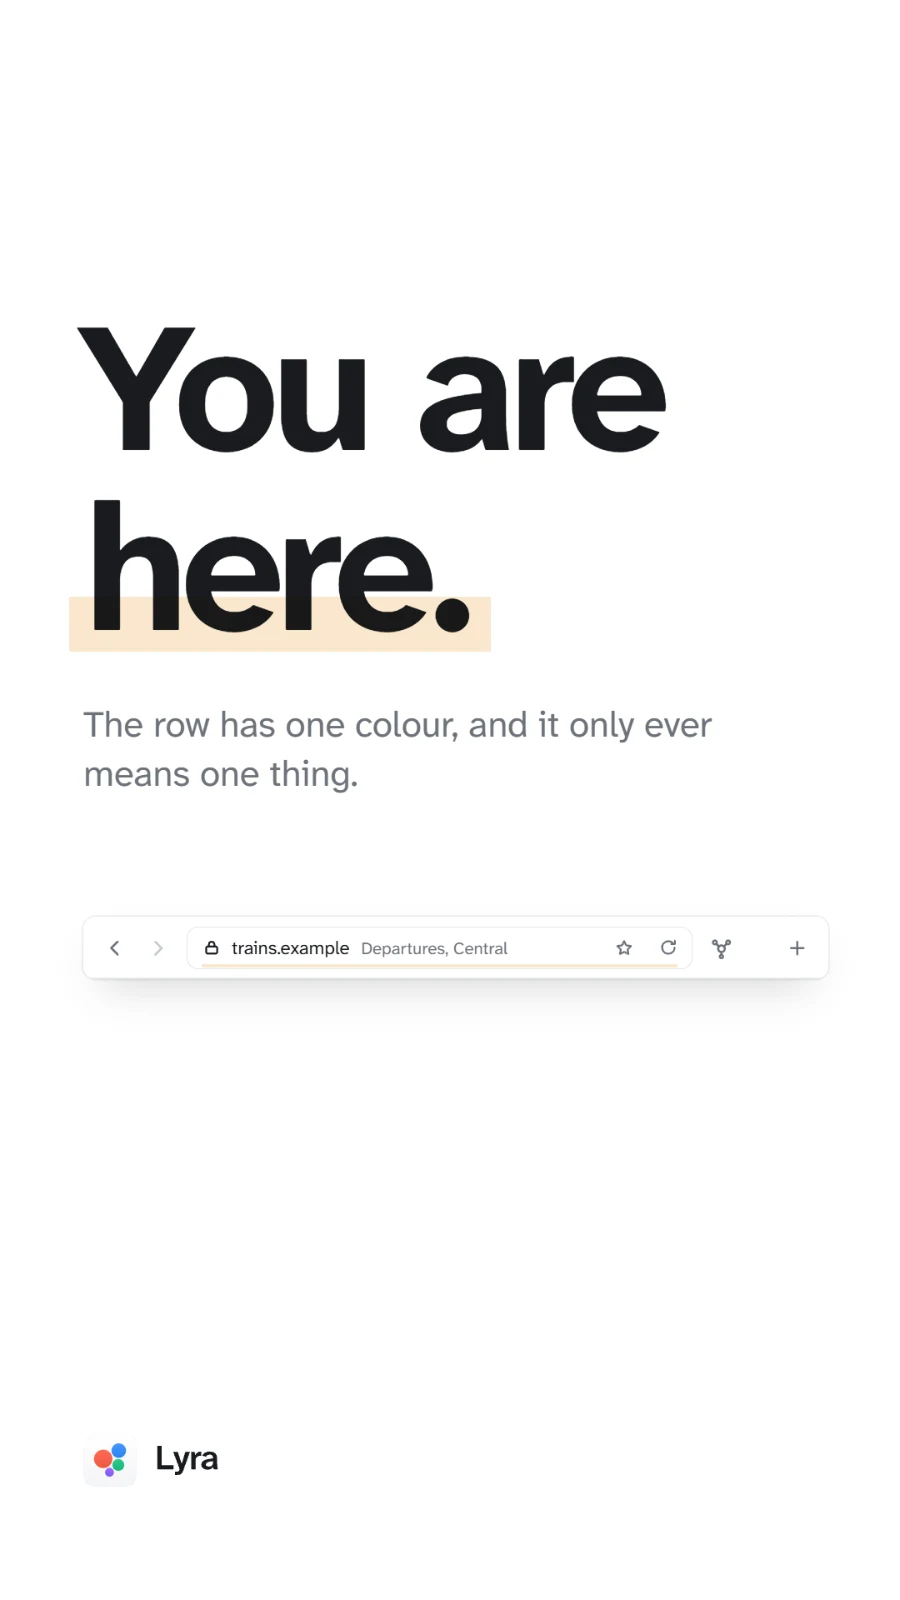 You are
here.
The row has one colour, and it only ever
means one thing.
trains.example Departures, Central
Lyra